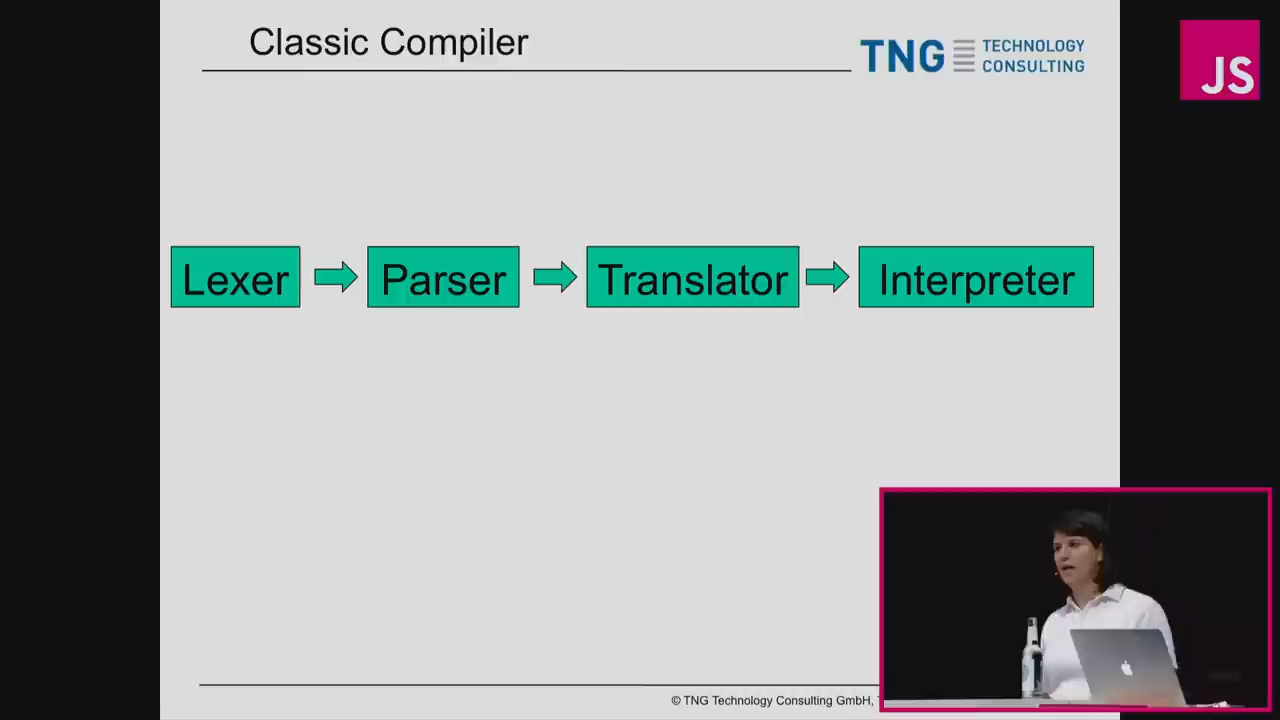 Classic Compiler
TNG TECHNOLOGY CONSULTING
JS
Lexer Parser Translator Interpreter
© TNG Technology Consulting GmbH,